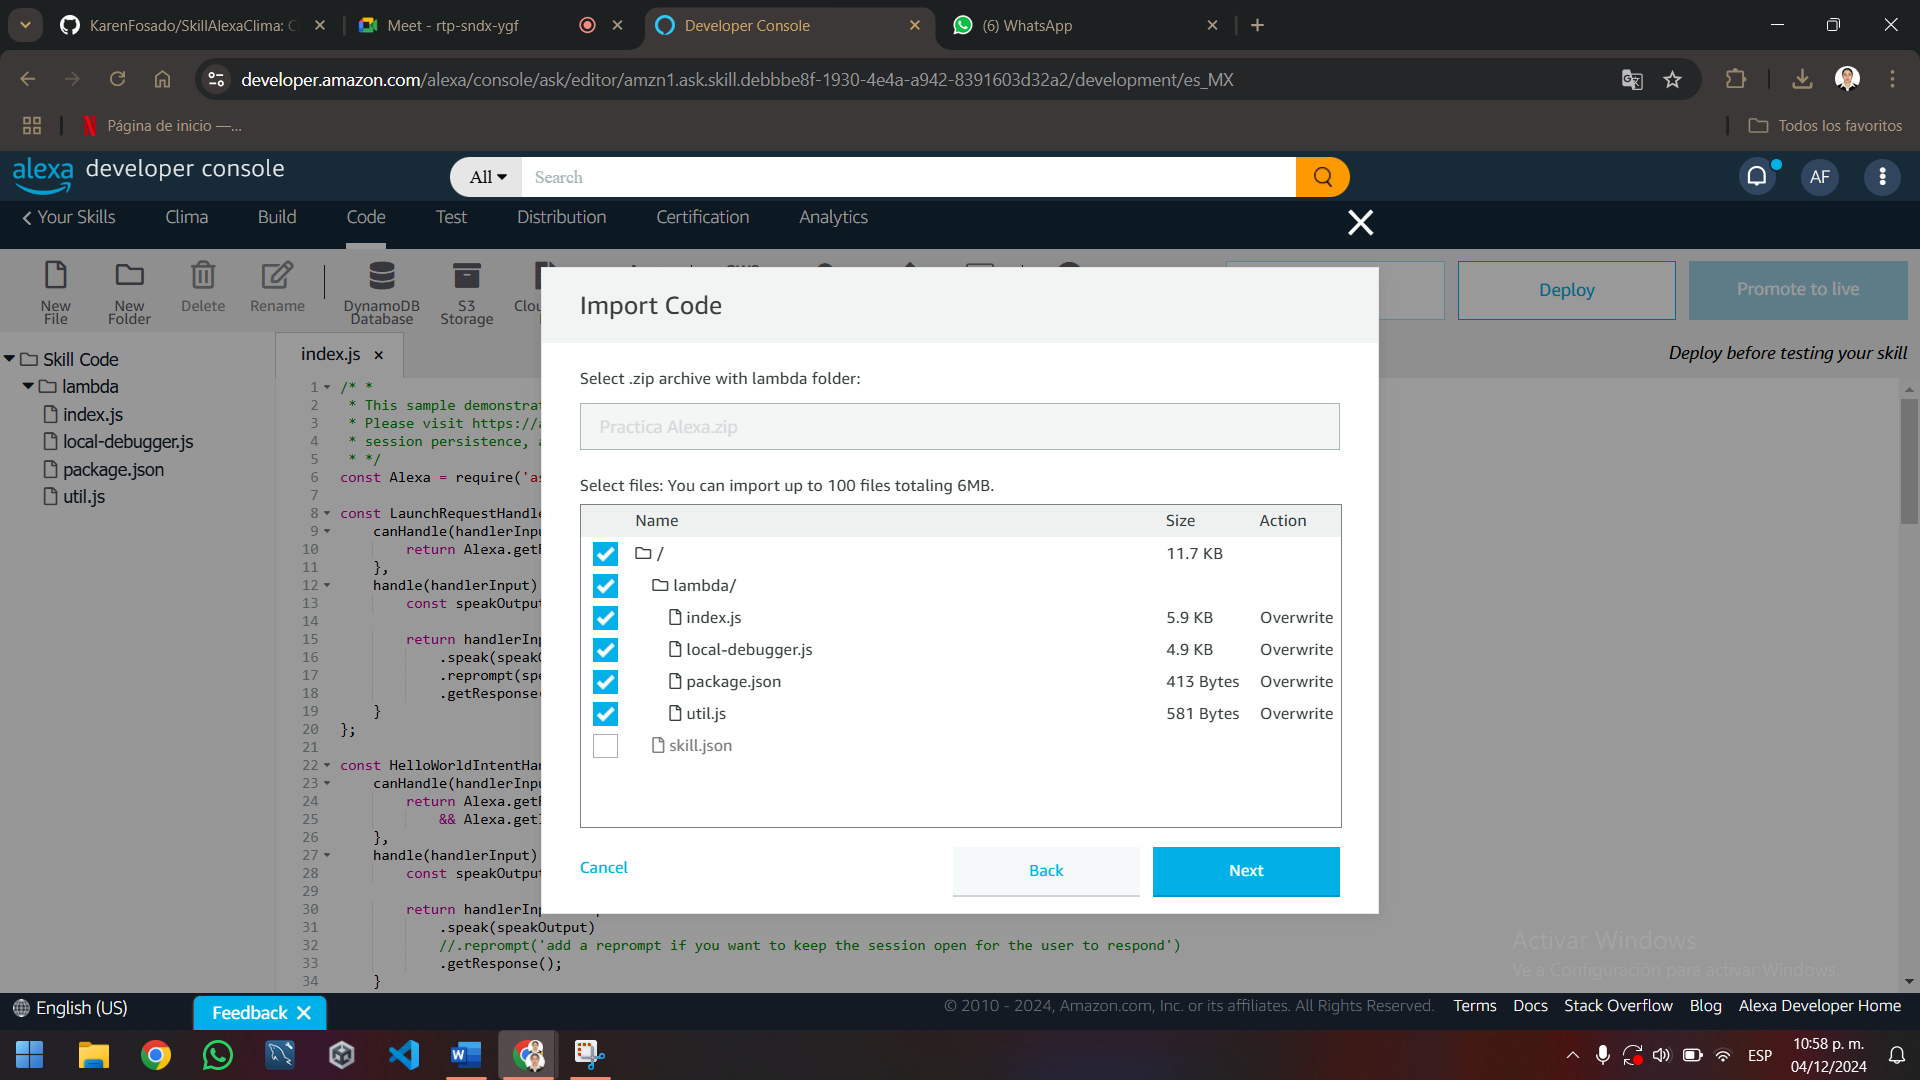 KarenFosado/SkillAlexaClima: C
Meet - rtp-sndx-ygf
Developer Console
(6) WhatsApp
developer.amazon.com/alexa/console/ask/editor/amzn1.ask.skill.debbbe8f-1930-4e4a-a942-8391603d32a2/development/es_MX
Página de inicio —...
Todos los favoritos
alexa developer console
All
Search
AF
Your Skills
Clima
Build
Code
Test
Distribution
Certification
Analytics
New File
New Folder
Delete
Rename
DynamoDB Database
S3 Storage
Clou
Deploy
Promote to live
Deploy before testing your skill
Skill Code
lambda
index.js
local-debugger.js
package.json
util.js
index.js ×
1 /* *
2 * This sample demonstrat
3 * Please visit https://a
4 * session persistence, a
5 * */
6 const Alexa = require('as
7
8 const LaunchRequestHandle
9 canHandle(handlerInpu
10 return Alexa.getR
11 },
12 handle(handlerInput)
13 const speakOutput
14
15 return handlerInp
16 .speak(speakO
17 .reprompt(spe
18 .getResponse(
19 }
20 };
21
22 const HelloWorldIntentHan
23 canHandle(handlerInpu
24 return Alexa.getR
25 && Alexa.getI
26 },
27 handle(handlerInput)
28 const speakOutput
29
30 return handlerInp
31 .speak(speakOutput)
32 //.reprompt('add a reprompt if you want to keep the session open for the user to respond')
33 .getResponse();
34 }
Import Code
Select .zip archive with lambda folder:
Practica Alexa.zip
Select files: You can import up to 100 files totaling 6MB.
Name Size Action
/ 11.7 KB
lambda/
index.js 5.9 KB Overwrite
local-debugger.js 4.9 KB Overwrite
package.json 413 Bytes Overwrite
util.js 581 Bytes Overwrite
skill.json
Cancel
Back
Next
Activar Windows
Ve a Configuración para activar Windows.
English (US)
Feedback
© 2010 - 2024, Amazon.com, Inc. or its affiliates. All Rights Reserved.
Terms
Docs
Stack Overflow
Blog
Alexa Developer Home
ESP
10:58 p. m.
04/12/2024